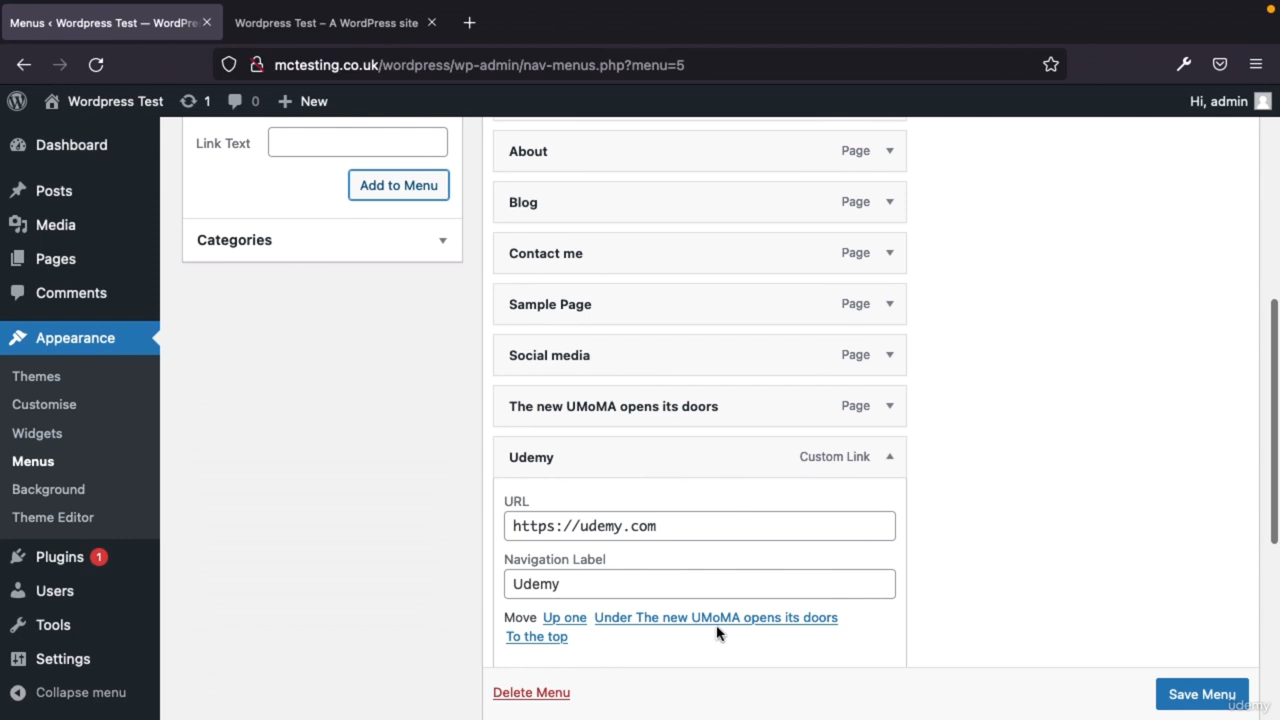 Menus ‹ Wordpress Test — WordPre
Wordpress Test – A WordPress site
mctesting.co.uk/wordpress/wp-admin/nav-menus.php?menu=5
Wordpress Test
1
0
New
Hi, admin
Dashboard
Posts
Media
Pages
Comments
Appearance
Themes
Customise
Widgets
Menus
Background
Theme Editor
Plugins 1
Users
Tools
Settings
Collapse menu
Link Text
Add to Menu
Categories
About Page
Blog Page
Contact me Page
Sample Page Page
Social media Page
The new UMoMA opens its doors Page
Udemy Custom Link
URL
https://udemy.com
Navigation Label
Udemy
Move Up one Under The new UMoMA opens its doors
To the top
Delete Menu
Save Menu
udemy